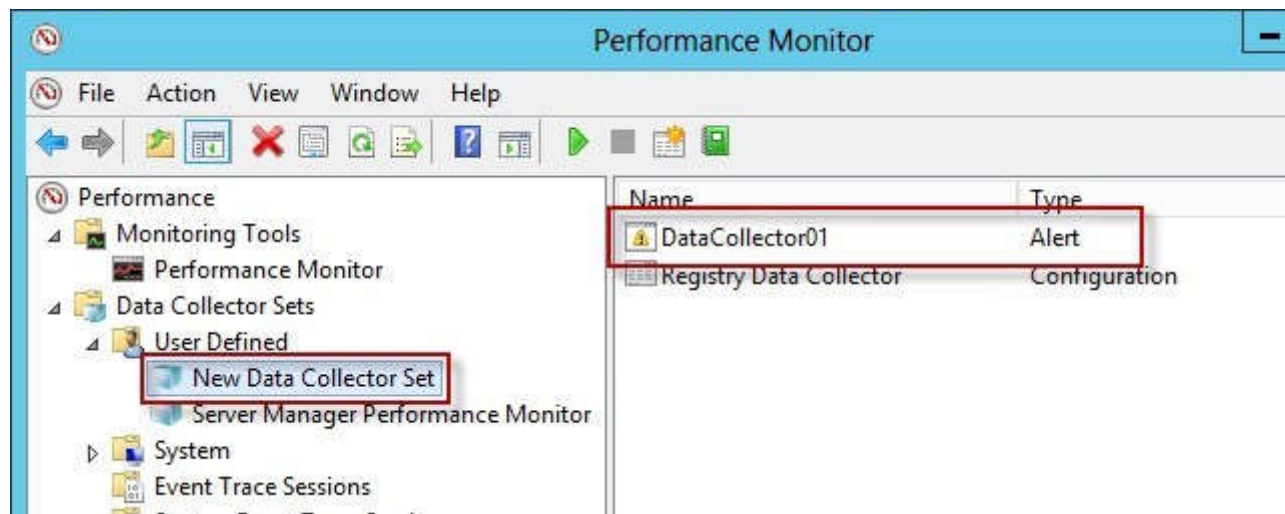 Performance Monitor
File Action View Window Help
Performance
Monitoring Tools
Performance Monitor
Data Collector Sets
User Defined
New Data Collector Set
Server Manager Performance Monitor
System
Event Trace Sessions
Name Type
DataCollector01 Alert
Registry Data Collector Configuration